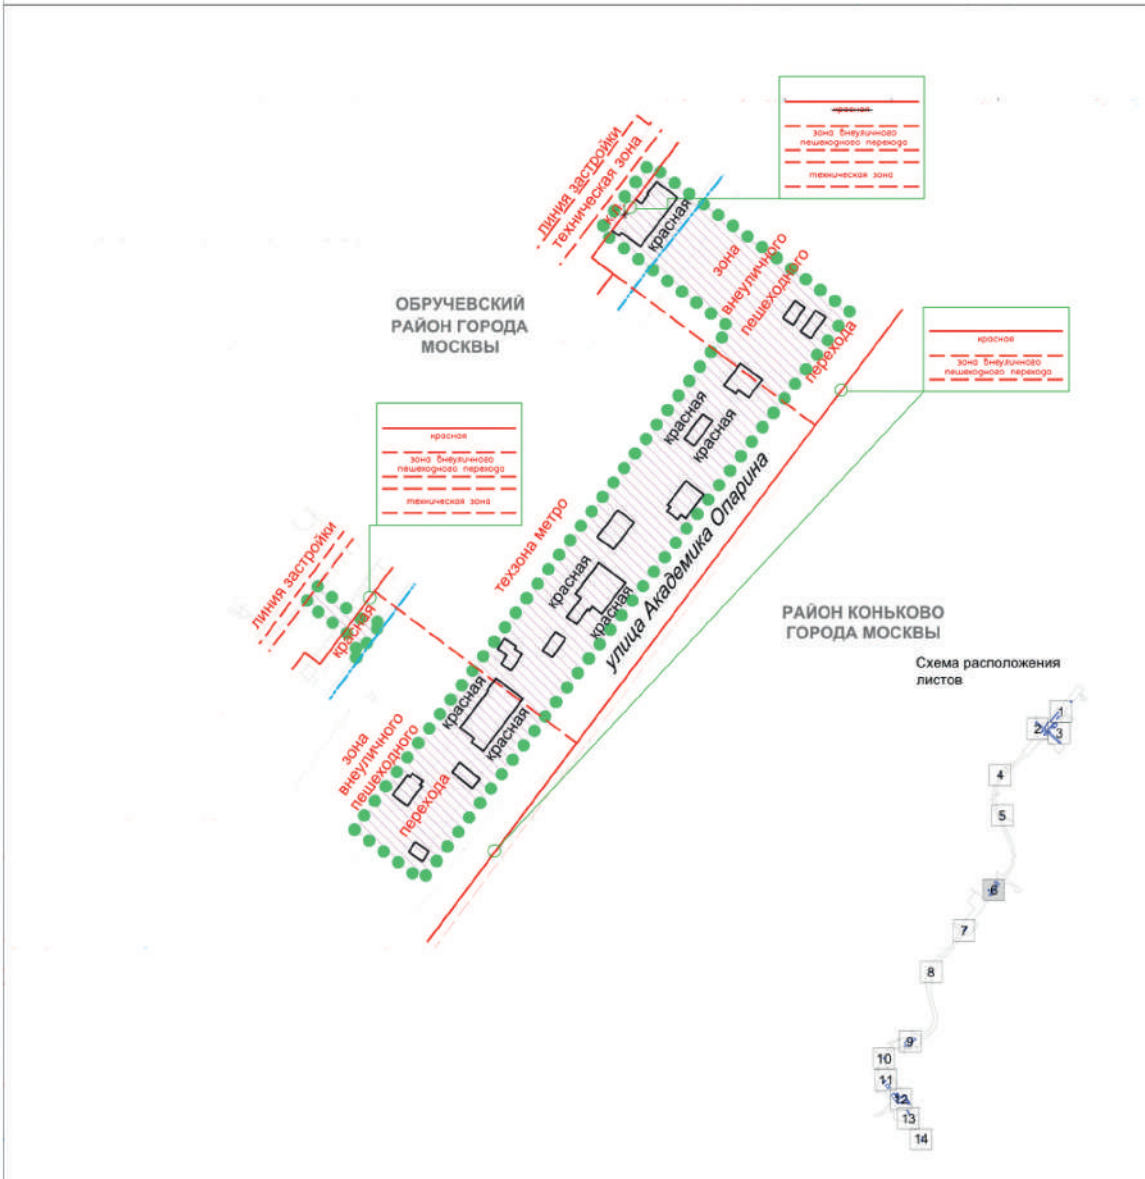 красная
зона внеуличного
пешеходного перехода
техническая зона
линия застройки
техническая зона
красная
зона
внеуличного
пешеходного
перехода
ОБРУЧЕВСКИЙ
РАЙОН ГОРОДА
МОСКВЫ
красная
зона внеуличного
пешеходного перехода
красная
зона внеуличного
пешеходного перехода
техническая зона
красная
красная
техзона метро
улица Академика Опарина
линия застройки
красная
красная
красная
РАЙОН КОНЬКОВО
ГОРОДА МОСКВЫ
красная
красная
зона
внеуличного
пешеходного
перехода
Схема расположения
листов
1
2
3
4
5
6
7
8
9
10
11
12
13
14